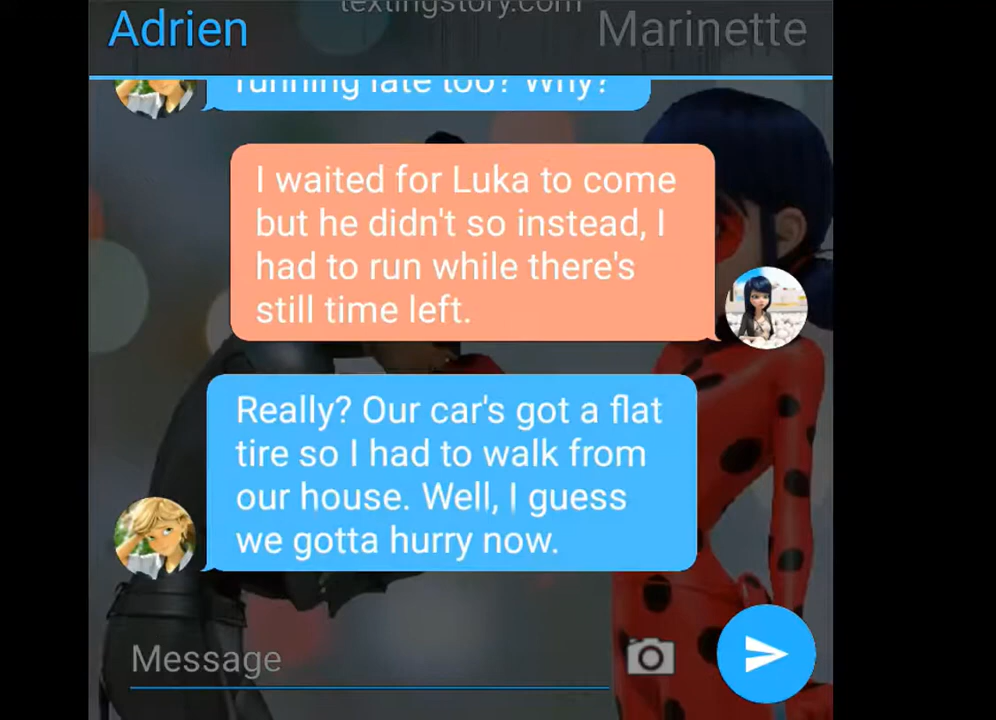 textingstory.com
Adrien Marinette
running late too? Why?
I waited for Luka to come
but he didn't so instead, I
had to run while there's
still time left.
Really? Our car's got a flat
tire so I had to walk from
our house. Well, I guess
we gotta hurry now.
Message